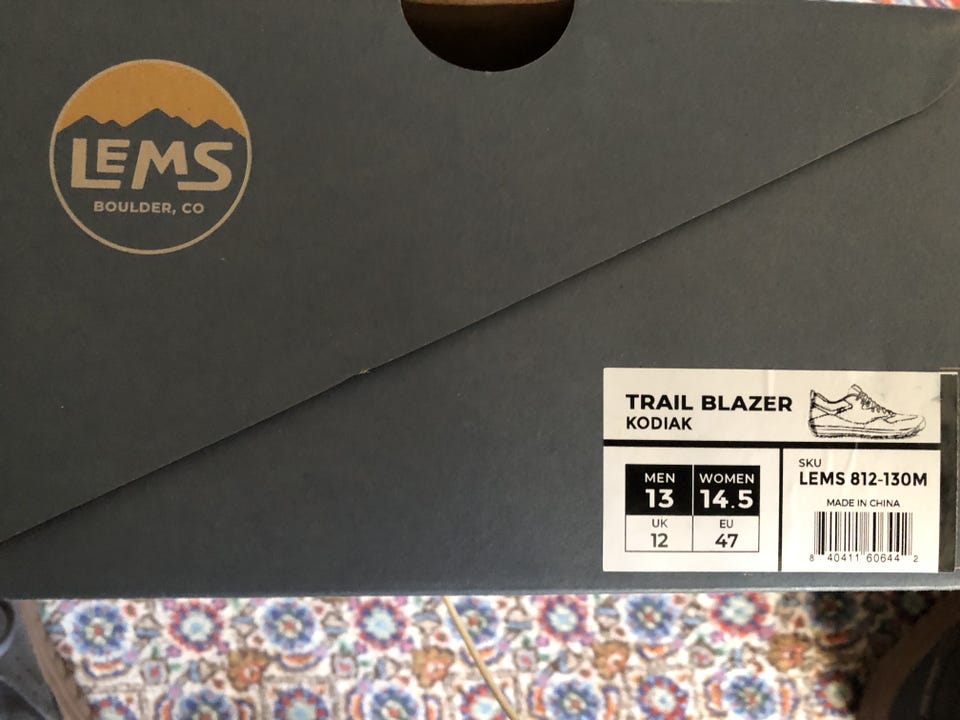 LEMS
BOULDER, CO
TRAIL BLAZER
KODIAK
MEN
13
WOMEN
14.5
UK
12
EU
47
SKU
LEMS 812-130M
MADE IN CHINA
8 40411 60644 2